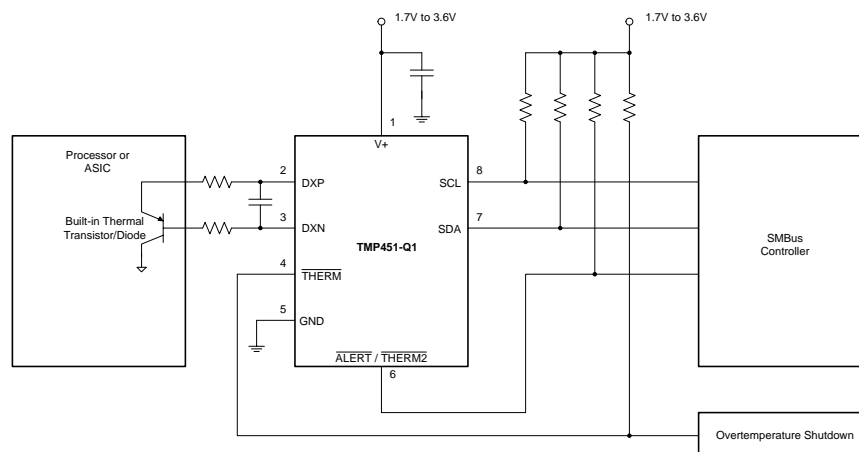 1.7V to 3.6V
1.7V to 3.6V
1
V+
Processor or
ASIC
Built-in Thermal
Transistor/Diode
2
DXP
3
DXN
4
THERM
5
GND
TMP451-Q1
8
SCL
7
SDA
ALERT / THERM2
6
SMBus
Controller
Overtemperature Shutdown